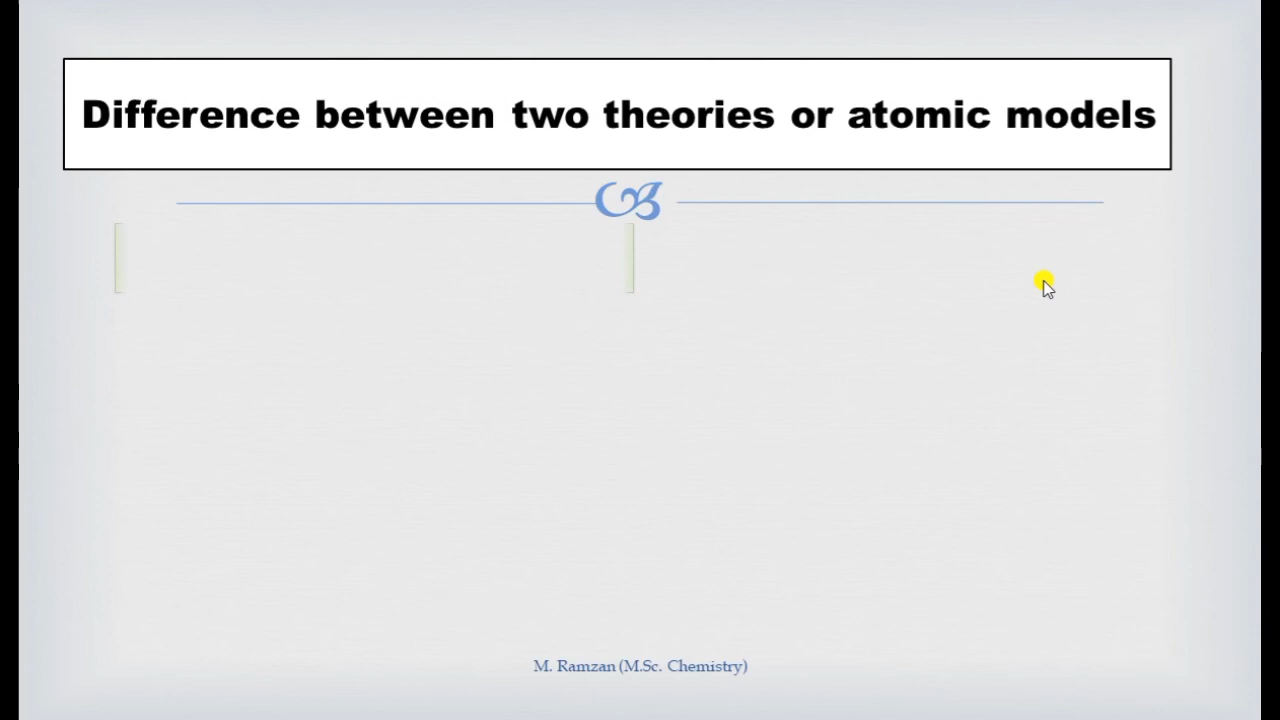 Difference between two theories or atomic models
M. Ramzan (M.Sc. Chemistry)